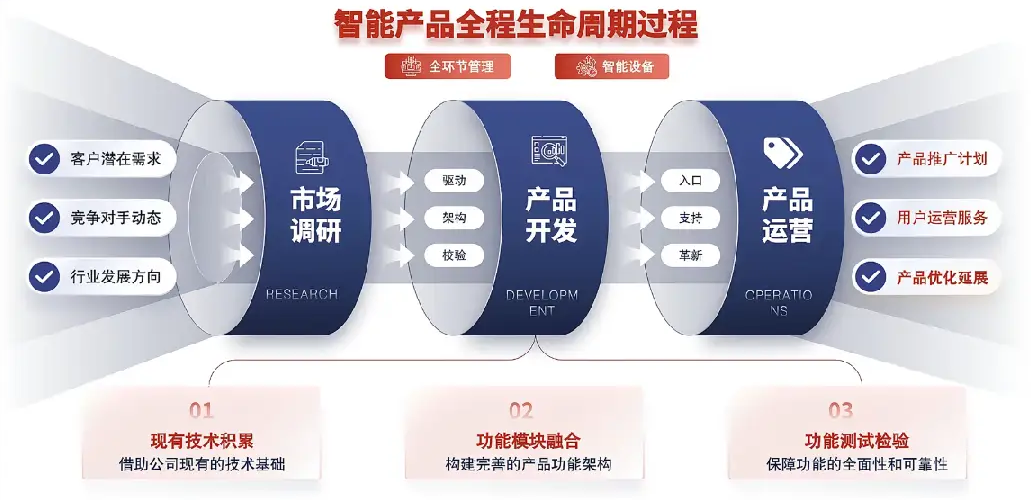 智能产品全程生命周期过程
全环节管理
智能设备
客户潜在需求
竞争对手动态
行业发展方向
市场
调研
RESEARCH
驱动
架构
校验
产品
开发
DEVELOPM
ENT
入口
支持
革新
产品
运营
CPERATIO
NS
产品推广计划
用户运营服务
产品优化延展
01
现有技术积累
借助公司现有的技术基础
02
功能模块融合
构建完善的产品功能架构
03
功能测试检验
保障功能的全面性和可靠性